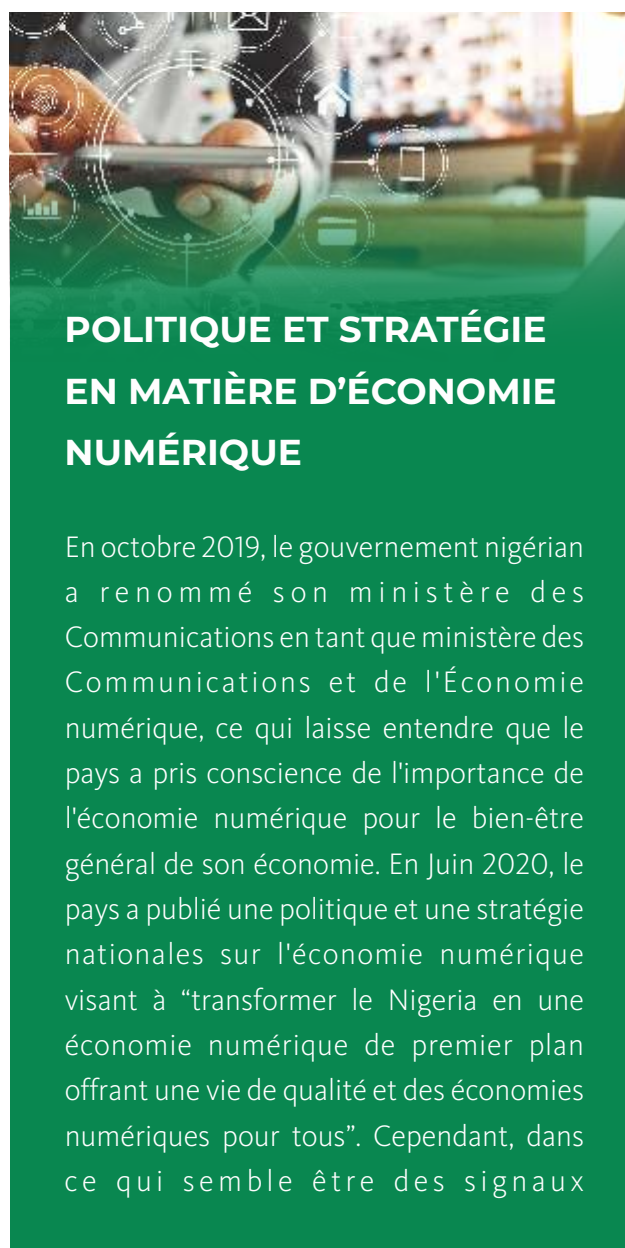 POLITIQUE ET STRATÉGIE
EN MATIÈRE D’ÉCONOMIE
NUMÉRIQUE
En octobre 2019, le gouvernement nigérian
a renommé son ministère des
Communications en tant que ministère des
Communications et de l'Économie
numérique, ce qui laisse entendre que le
pays a pris conscience de l'importance de
l'économie numérique pour le bien-être
général de son économie. En Juin 2020, le
pays a publié une politique et une stratégie
nationales sur l'économie numérique
visant à “transformer le Nigeria en une
économie numérique de premier plan
offrant une vie de qualité et des économies
numériques pour tous”. Cependant, dans
ce qui semble être des signaux